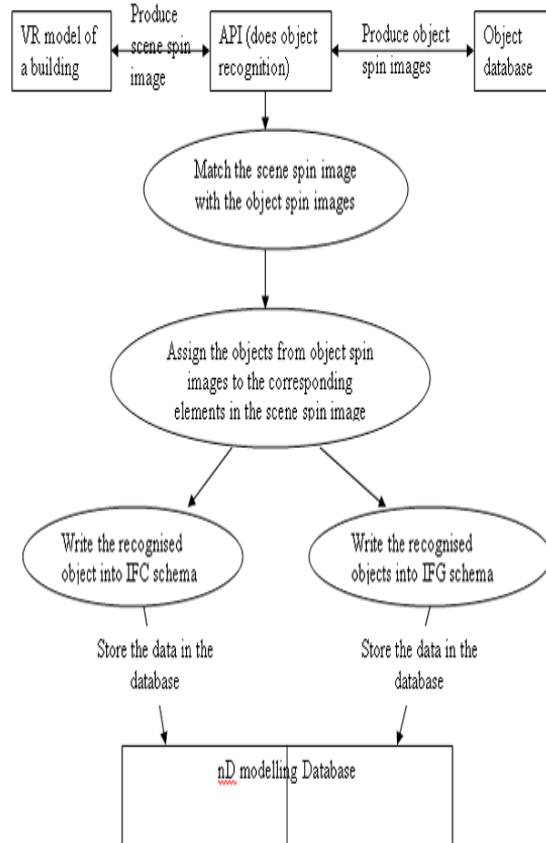 VR model of
a building
Produce
scene spin
image
API (does object
recognition)
Produce object
spin images
Object
database
Match the scene spin image
with the object spin images
Assign the objects from object spin
images to the corresponding
elements in the scene spin image
Write the recognised
object into IFC schema
Write the recognised
objects into IFG schema
Store the data in the
database
Store the data in the
database
nD modelling Database